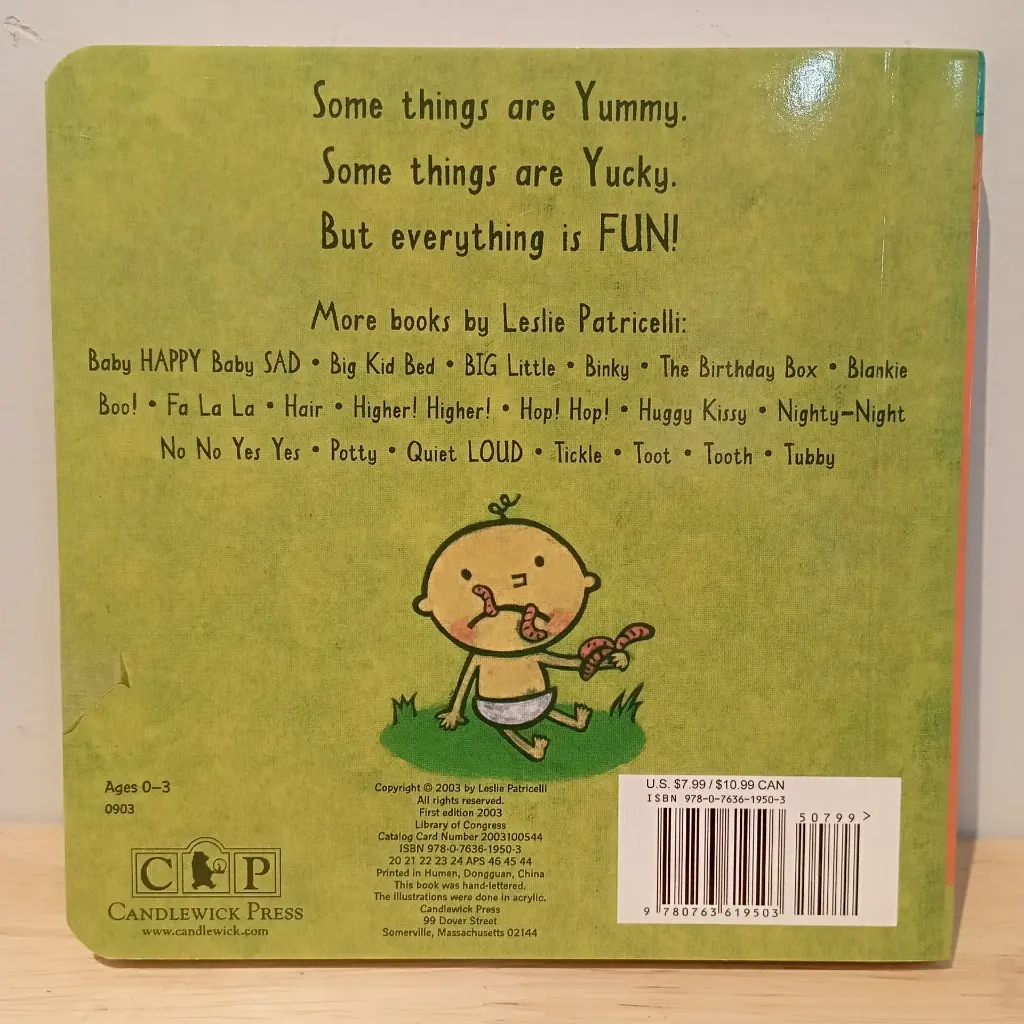 Some things are Yummy.
Some things are Yucky.
But everything is FUN!
More books by Leslie Patricelli:
Baby HAPPY Baby SAD • Big Kid Bed • BIG Little • Binky • The Birthday Box • Blankie
Boo! • Fa La La • Hair • Higher! Higher! • Hop! Hop! • Huggy Kissy • Nighty-Night
No No Yes Yes • Potty • Quiet LOUD • Tickle • Toot • Tooth • Tubby
Ages 0–3
0903
C P
CANDLEWICK PRESS
www.candlewick.com
Copyright © 2003 by Leslie Patricelli
All rights reserved.
First edition 2003
Library of Congress
Catalog Card Number 2003100544
ISBN 978-0-7636-1950-3
20 21 22 23 24 APS 46 45 44
Printed in Humen, Dongguan, China
This book was hand-lettered.
The illustrations were done in acrylic.
Candlewick Press
99 Dover Street
Somerville, Massachusetts 02144
U.S. $7.99 / $10.99 CAN
ISBN 978-0-7636-1950-3
50799>
9 780763 619503